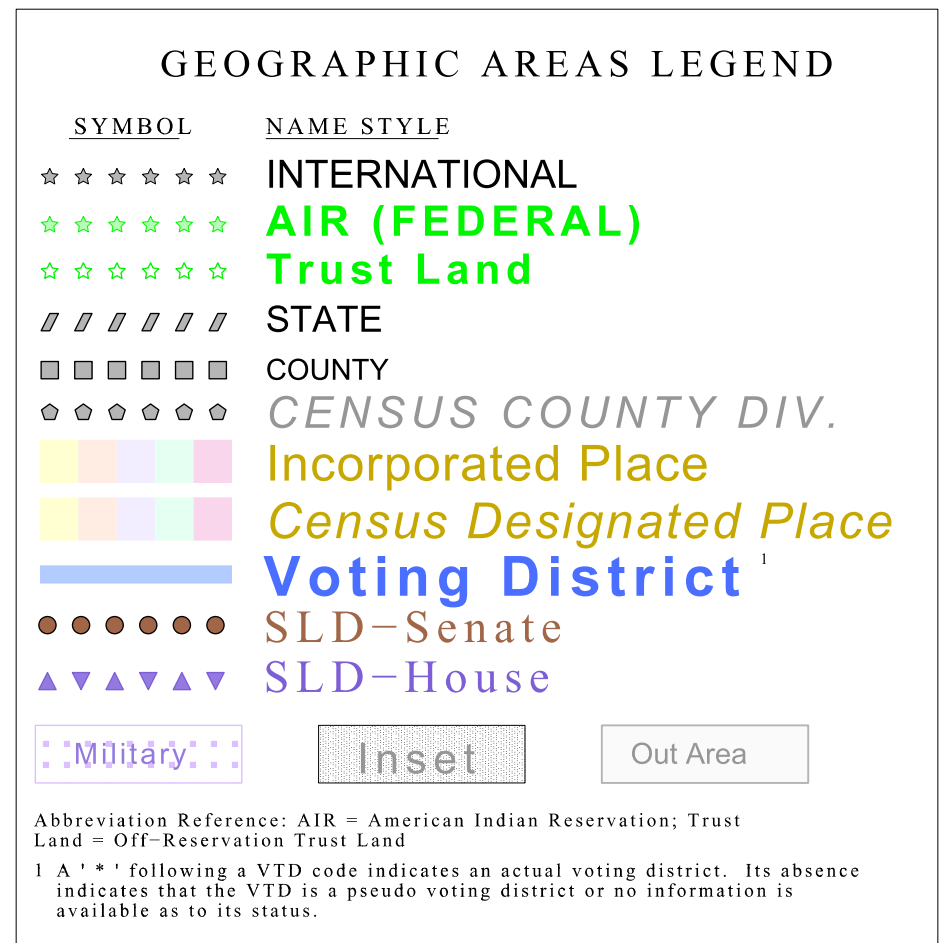 GEOGRAPHIC AREAS LEGEND
SYMBOL NAME STYLE
INTERNATIONAL
AIR (FEDERAL)
Trust Land
STATE
COUNTY
CENSUS COUNTY DIV.
Incorporated Place
Census Designated Place
Voting District 1
SLD−Senate
SLD−House
Military Inset Out Area
Abbreviation Reference: AIR = American Indian Reservation; Trust
Land = Off−Reservation Trust Land
1 A ' * ' following a VTD code indicates an actual voting district. Its absence
indicates that the VTD is a pseudo voting district or no information is
available as to its status.